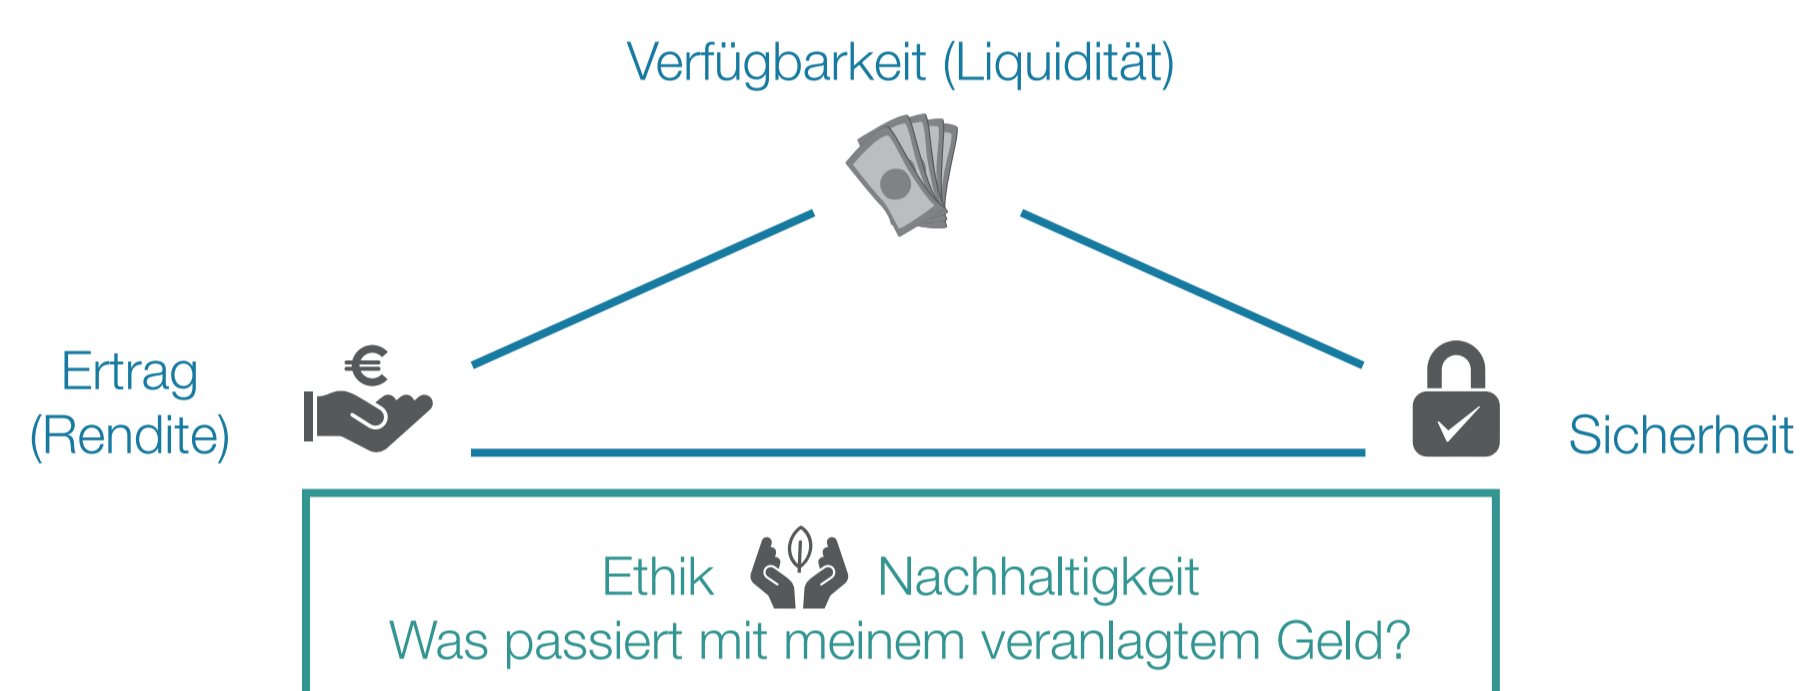 Verfügbarkeit (Liquidität)
€
Ertrag
(Rendite)
Sicherheit
Ethik Nachhaltigkeit
Was passiert mit meinem veranlagtem Geld?